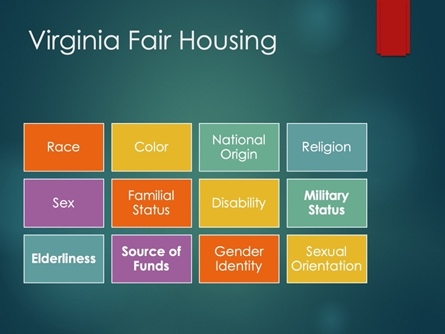 Virginia Fair Housing
Race
Color
National
Origin
Religion
Sex
Familial
Status
Disability
Military
Status
Elderliness
Source of
Funds
Gender
Identity
Sexual
Orientation